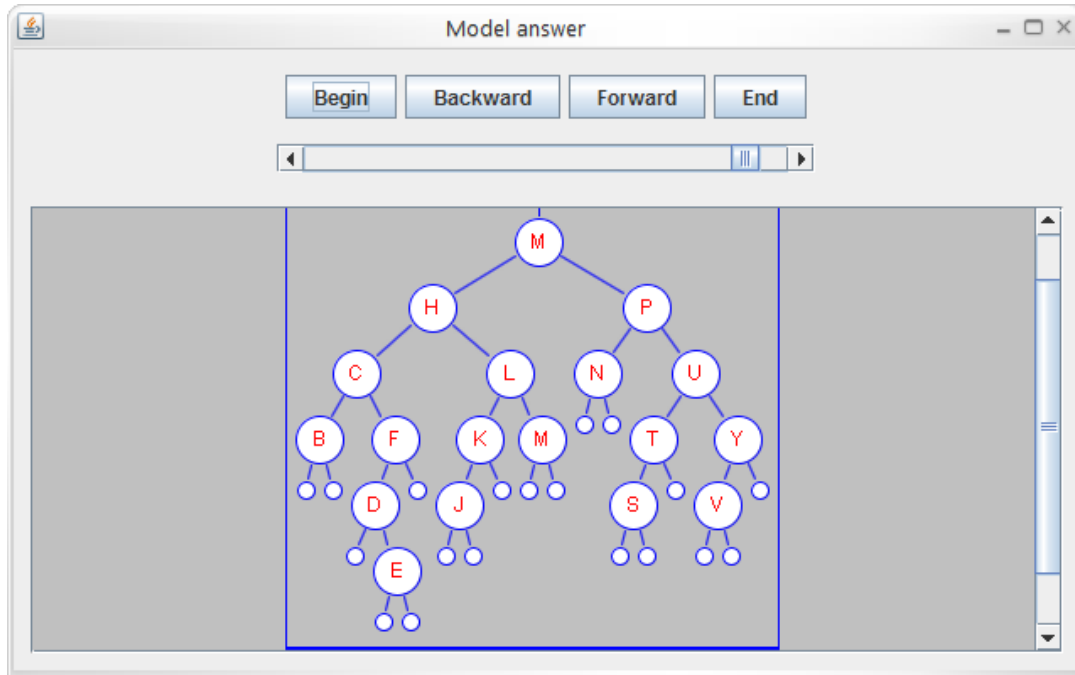 Model answer
Begin Backward Forward End
M
H P
C L N U
B F K M T Y
D J S V
E